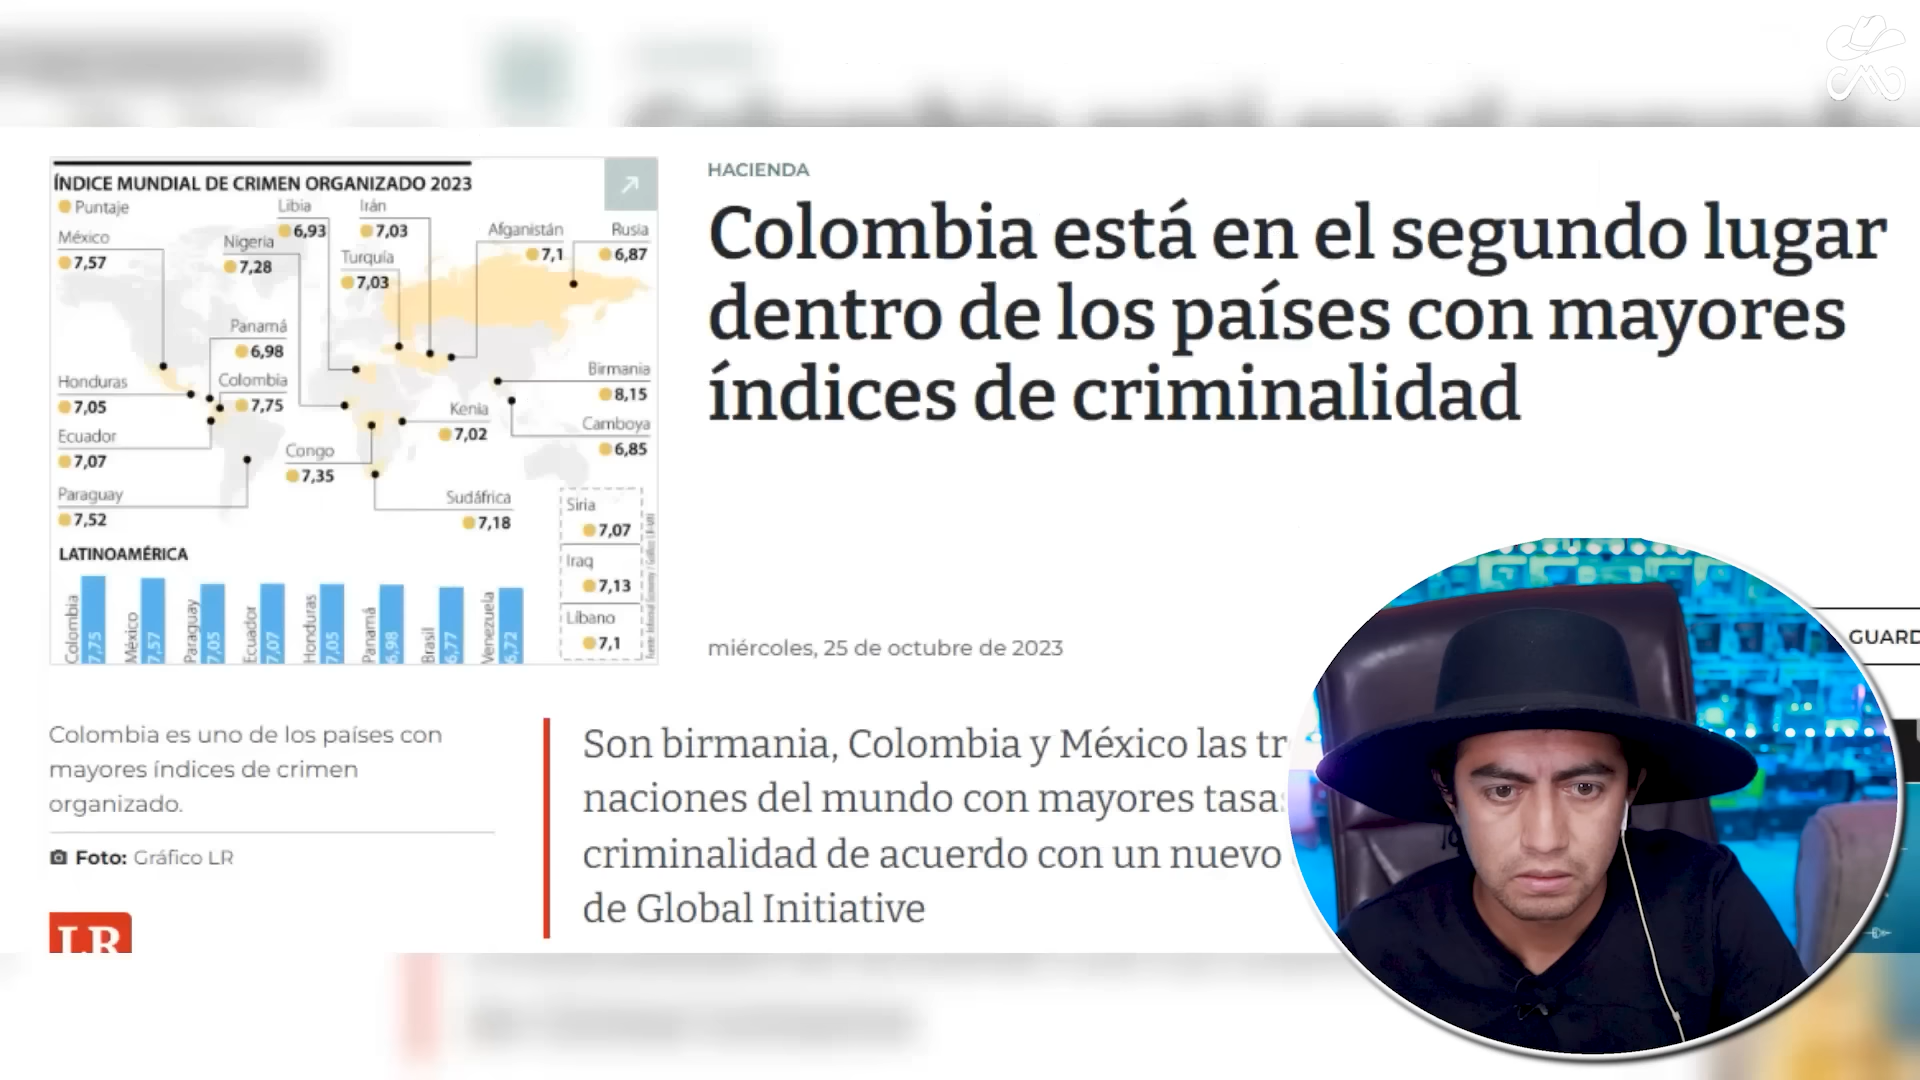 ÍNDICE MUNDIAL DE CRIMEN ORGANIZADO 2023
Puntaje
México
7,57
Nigeria
7,28
Libia
6,93
Irán
7,03
Turquía
7,03
Afganistán
7,1
Rusia
6,87
Panamá
6,98
Honduras
7,05
Colombia
7,75
Birmania
8,15
Kenia
7,02
Camboya
6,85
Ecuador
7,07
Congo
7,35
Paraguay
7,52
Sudáfrica
7,18
Siria
7,07
Iraq
7,13
Líbano
7,1
LATINOAMÉRICA
Colombia
7,75
México
7,57
Paraguay
7,05
Ecuador
7,07
Honduras
7,05
Panamá
6,98
Brasil
6,77
Venezuela
6,72
HACIENDA
Colombia está en el segundo lugar
dentro de los países con mayores
índices de criminalidad
miércoles, 25 de octubre de 2023
GUARD
Colombia es uno de los países con
mayores índices de crimen
organizado.
Foto: Gráfico LR
LR
Son birmania, Colombia y México las tr
naciones del mundo con mayores tasas
criminalidad de acuerdo con un nuevo
de Global Initiative